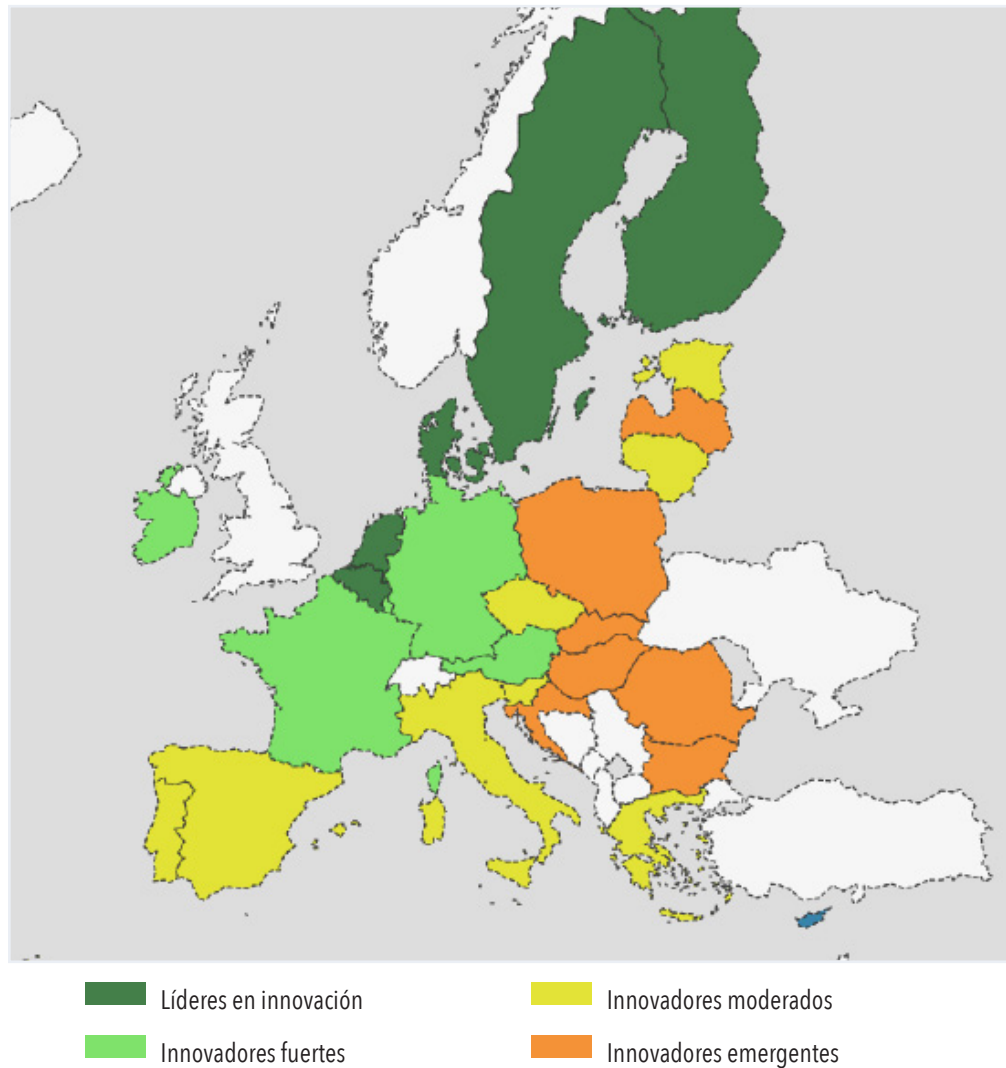 Líderes en innovación
Innovadores moderados
Innovadores fuertes
Innovadores emergentes